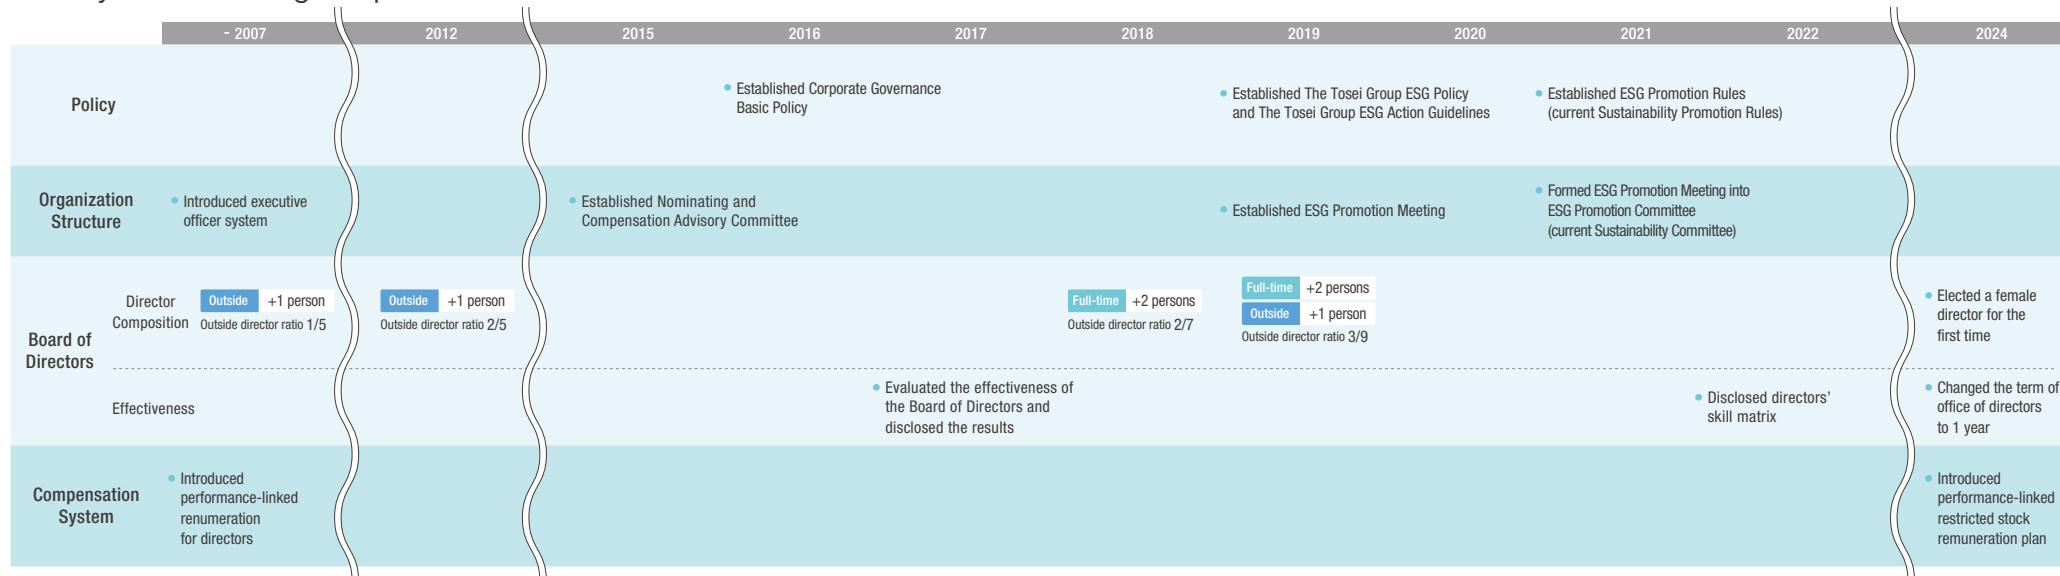 - 2007 2012 2015 2016 2017 2018 2019 2020 2021 2022 2024
Policy
Established Corporate Governance
Basic Policy
Established The Tosei Group ESG Policy
and The Tosei Group ESG Action Guidelines
Established ESG Promotion Rules
(current Sustainability Promotion Rules)
Organization
Structure
Introduced executive
officer system
Established Nominating and
Compensation Advisory Committee
Established ESG Promotion Meeting
Formed ESG Promotion Meeting into
ESG Promotion Committee
(current Sustainability Committee)
Board of
Directors
Director
Composition
Outside +1 person
Outside director ratio 1/5
Outside +1 person
Outside director ratio 2/5
Full-time +2 persons
Outside director ratio 2/7
Full-time +2 persons
Outside +1 person
Outside director ratio 3/9
Elected a female
director for the
first time
Effectiveness
Evaluated the effectiveness of
the Board of Directors and
disclosed the results
Disclosed directors'
skill matrix
Changed the term of
office of directors
to 1 year
Compensation
System
Introduced
performance-linked
renumeration
for directors
Introduced
performance-linked
restricted stock
remuneration plan